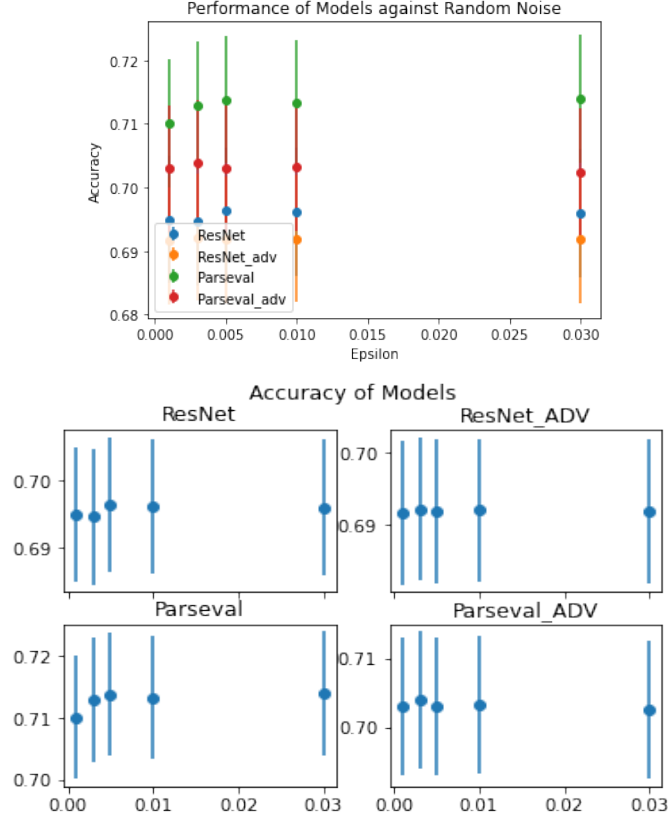 Performance of Models against Random Noise
0.72
0.71
0.70
0.69
0.68
Accuracy
ResNet
ResNet_adv
Parseval
Parseval_adv
0.000 0.005 0.010 0.015 0.020 0.025 0.030
Epsilon
Accuracy of Models
ResNet ResNet_ADV
0.70 0.70
0.69 0.69
Parseval Parseval_ADV
0.72 0.71
0.71 0.70
0.70
0.00 0.01 0.02 0.03 0.00 0.01 0.02 0.03